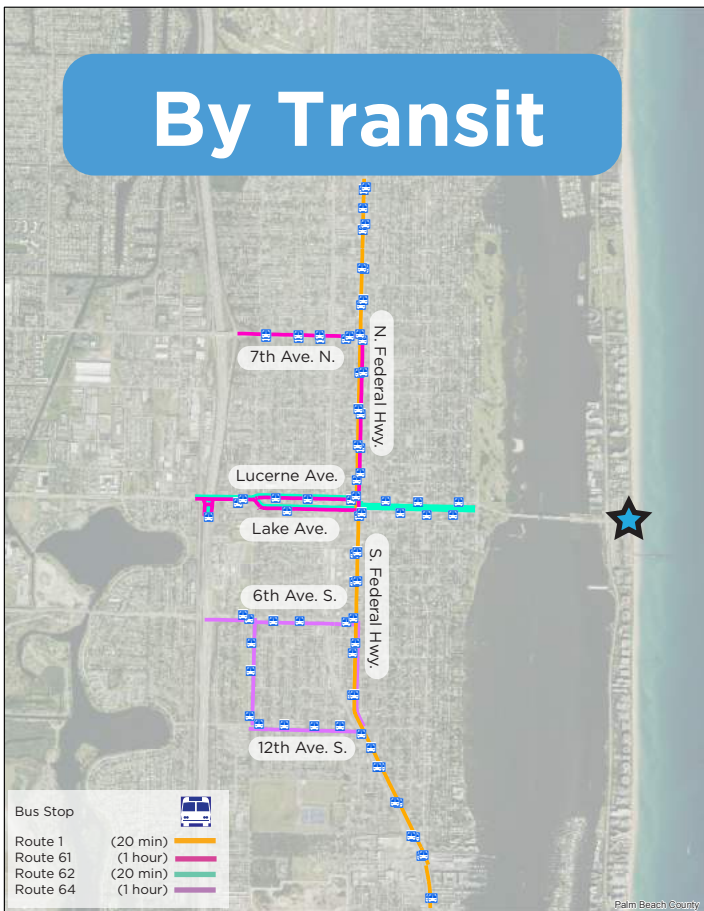 By Transit
N. Federal Hwy.
7th Ave. N.
Lucerne Ave.
Lake Ave.
S. Federal Hwy.
6th Ave. S.
12th Ave. S.
Bus Stop
Route 1 (20 min)
Route 61 (1 hour)
Route 62 (20 min)
Route 64 (1 hour)
Palm Beach County